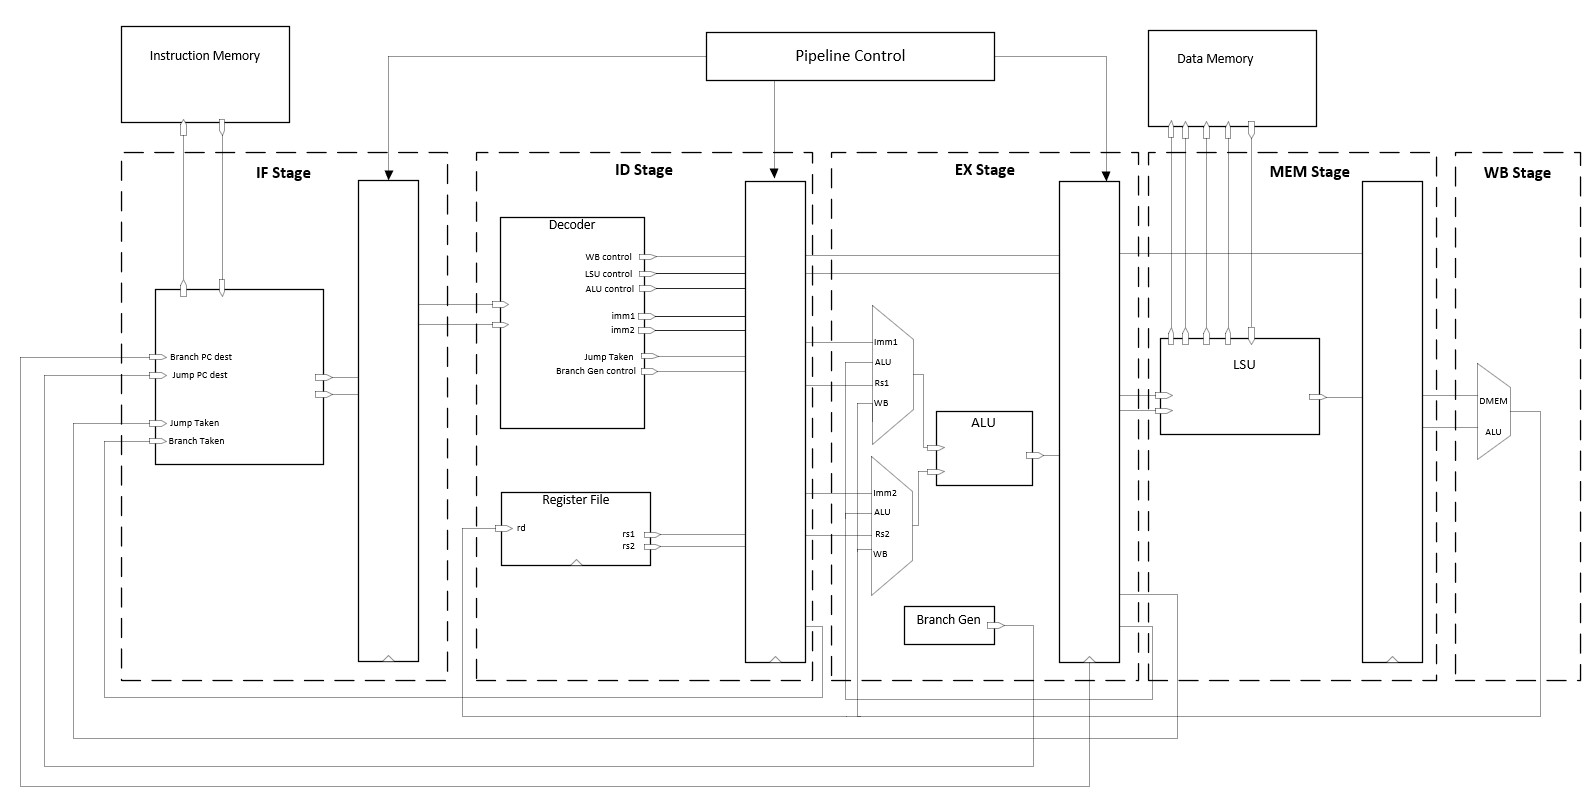 Instruction Memory
Pipeline Control
Data Memory
IF Stage
ID Stage
EX Stage
MEM Stage
WB Stage
Branch PC dest
Jump PC dest
Jump Taken
Branch Taken
Decoder
WB control
LSU control
ALU control
imm1
imm2
Jump Taken
Branch Gen control
Register File
rd
rs1
rs2
Imm1
ALU
Rs1
WB
Imm2
ALU
Rs2
WB
ALU
Branch Gen
LSU
DMEM
ALU